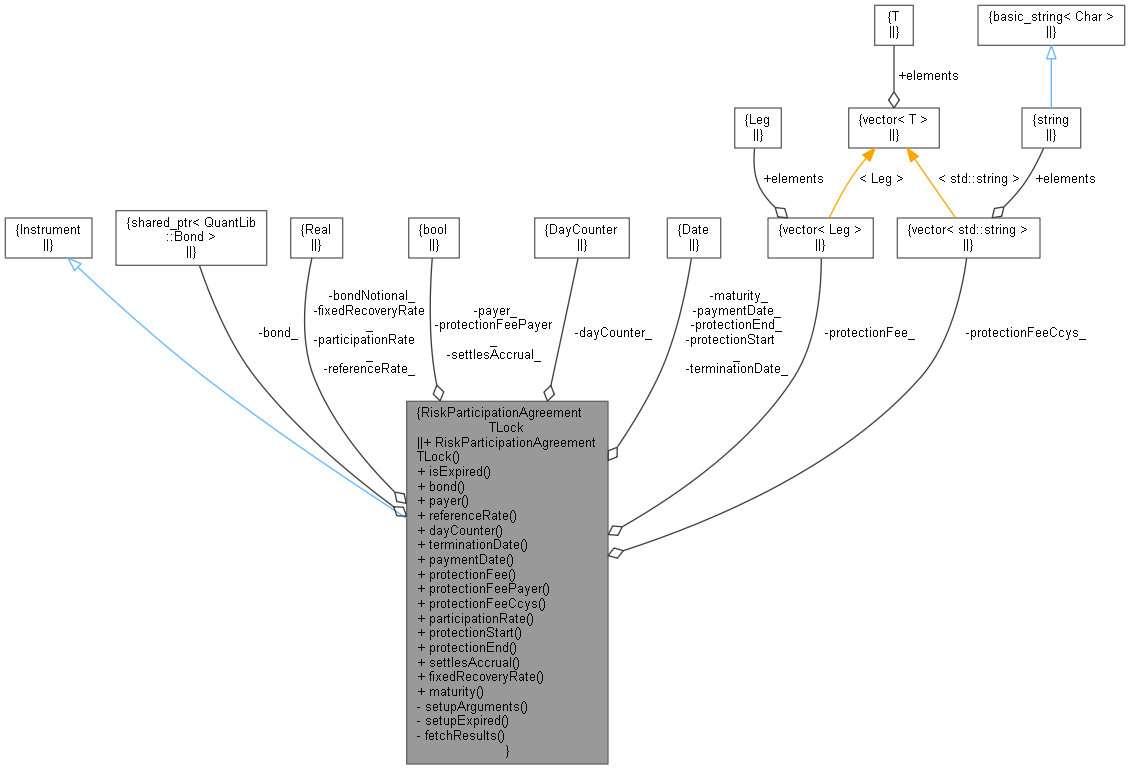 {T
||}
{basic_string< Char >
||}
+elements
{Leg
||}
{vector< T >
||}
{string
||}
+elements
< Leg >
< std::string >
+elements
{Instrument
||}
{shared_ptr< QuantLib
::Bond >
||}
{Real
||}
{bool
||}
{DayCounter
||}
{Date
||}
{vector< Leg >
||}
{vector< std::string >
||}
-bond_
-bondNotional_
-fixedRecoveryRate
_
-participationRate
_
-referenceRate_
-payer_
-protectionFeePayer
_
-settlesAccrual_
-dayCounter_
-maturity_
-paymentDate_
-protectionEnd_
-protectionStart
_
-terminationDate_
-protectionFee_
-protectionFeeCcys_
{RiskParticipationAgreement
TLock
||+ RiskParticipationAgreement
TLock()
+ isExpired()
+ bond()
+ payer()
+ referenceRate()
+ dayCounter()
+ terminationDate()
+ paymentDate()
+ protectionFee()
+ protectionFeePayer()
+ protectionFeeCcys()
+ participationRate()
+ protectionStart()
+ protectionEnd()
+ settlesAccrual()
+ fixedRecoveryRate()
+ maturity()
- setupArguments()
- setupExpired()
- fetchResults()
}